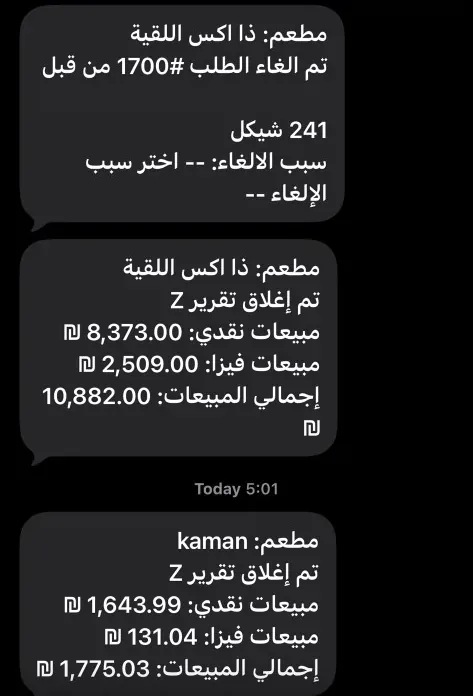 مطعم: ذا اكس اللقية
تم الغاء الطلب #1700 من قبل
241 شيكل
سبب الالغاء: -- اختر سبب
الإلغاء --
مطعم: ذا اكس اللقية
تم إغلاق تقرير Z
مبيعات نقدي: 8,373.00 ₪
مبيعات فيزا: 2,509.00 ₪
إجمالي المبيعات: 10,882.00
₪
Today 5:01
مطعم: kaman
تم إغلاق تقرير Z
مبيعات نقدي: 1,643.99 ₪
مبيعات فيزا: 131.04 ₪
إجمالي المبيعات: 1,775.03 ₪